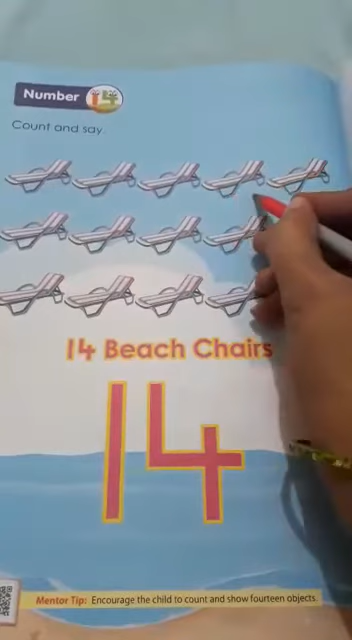 Number 14
Count and say.
14 Beach Chairs
14
Mentor Tip: Encourage the child to count and show fourteen objects.